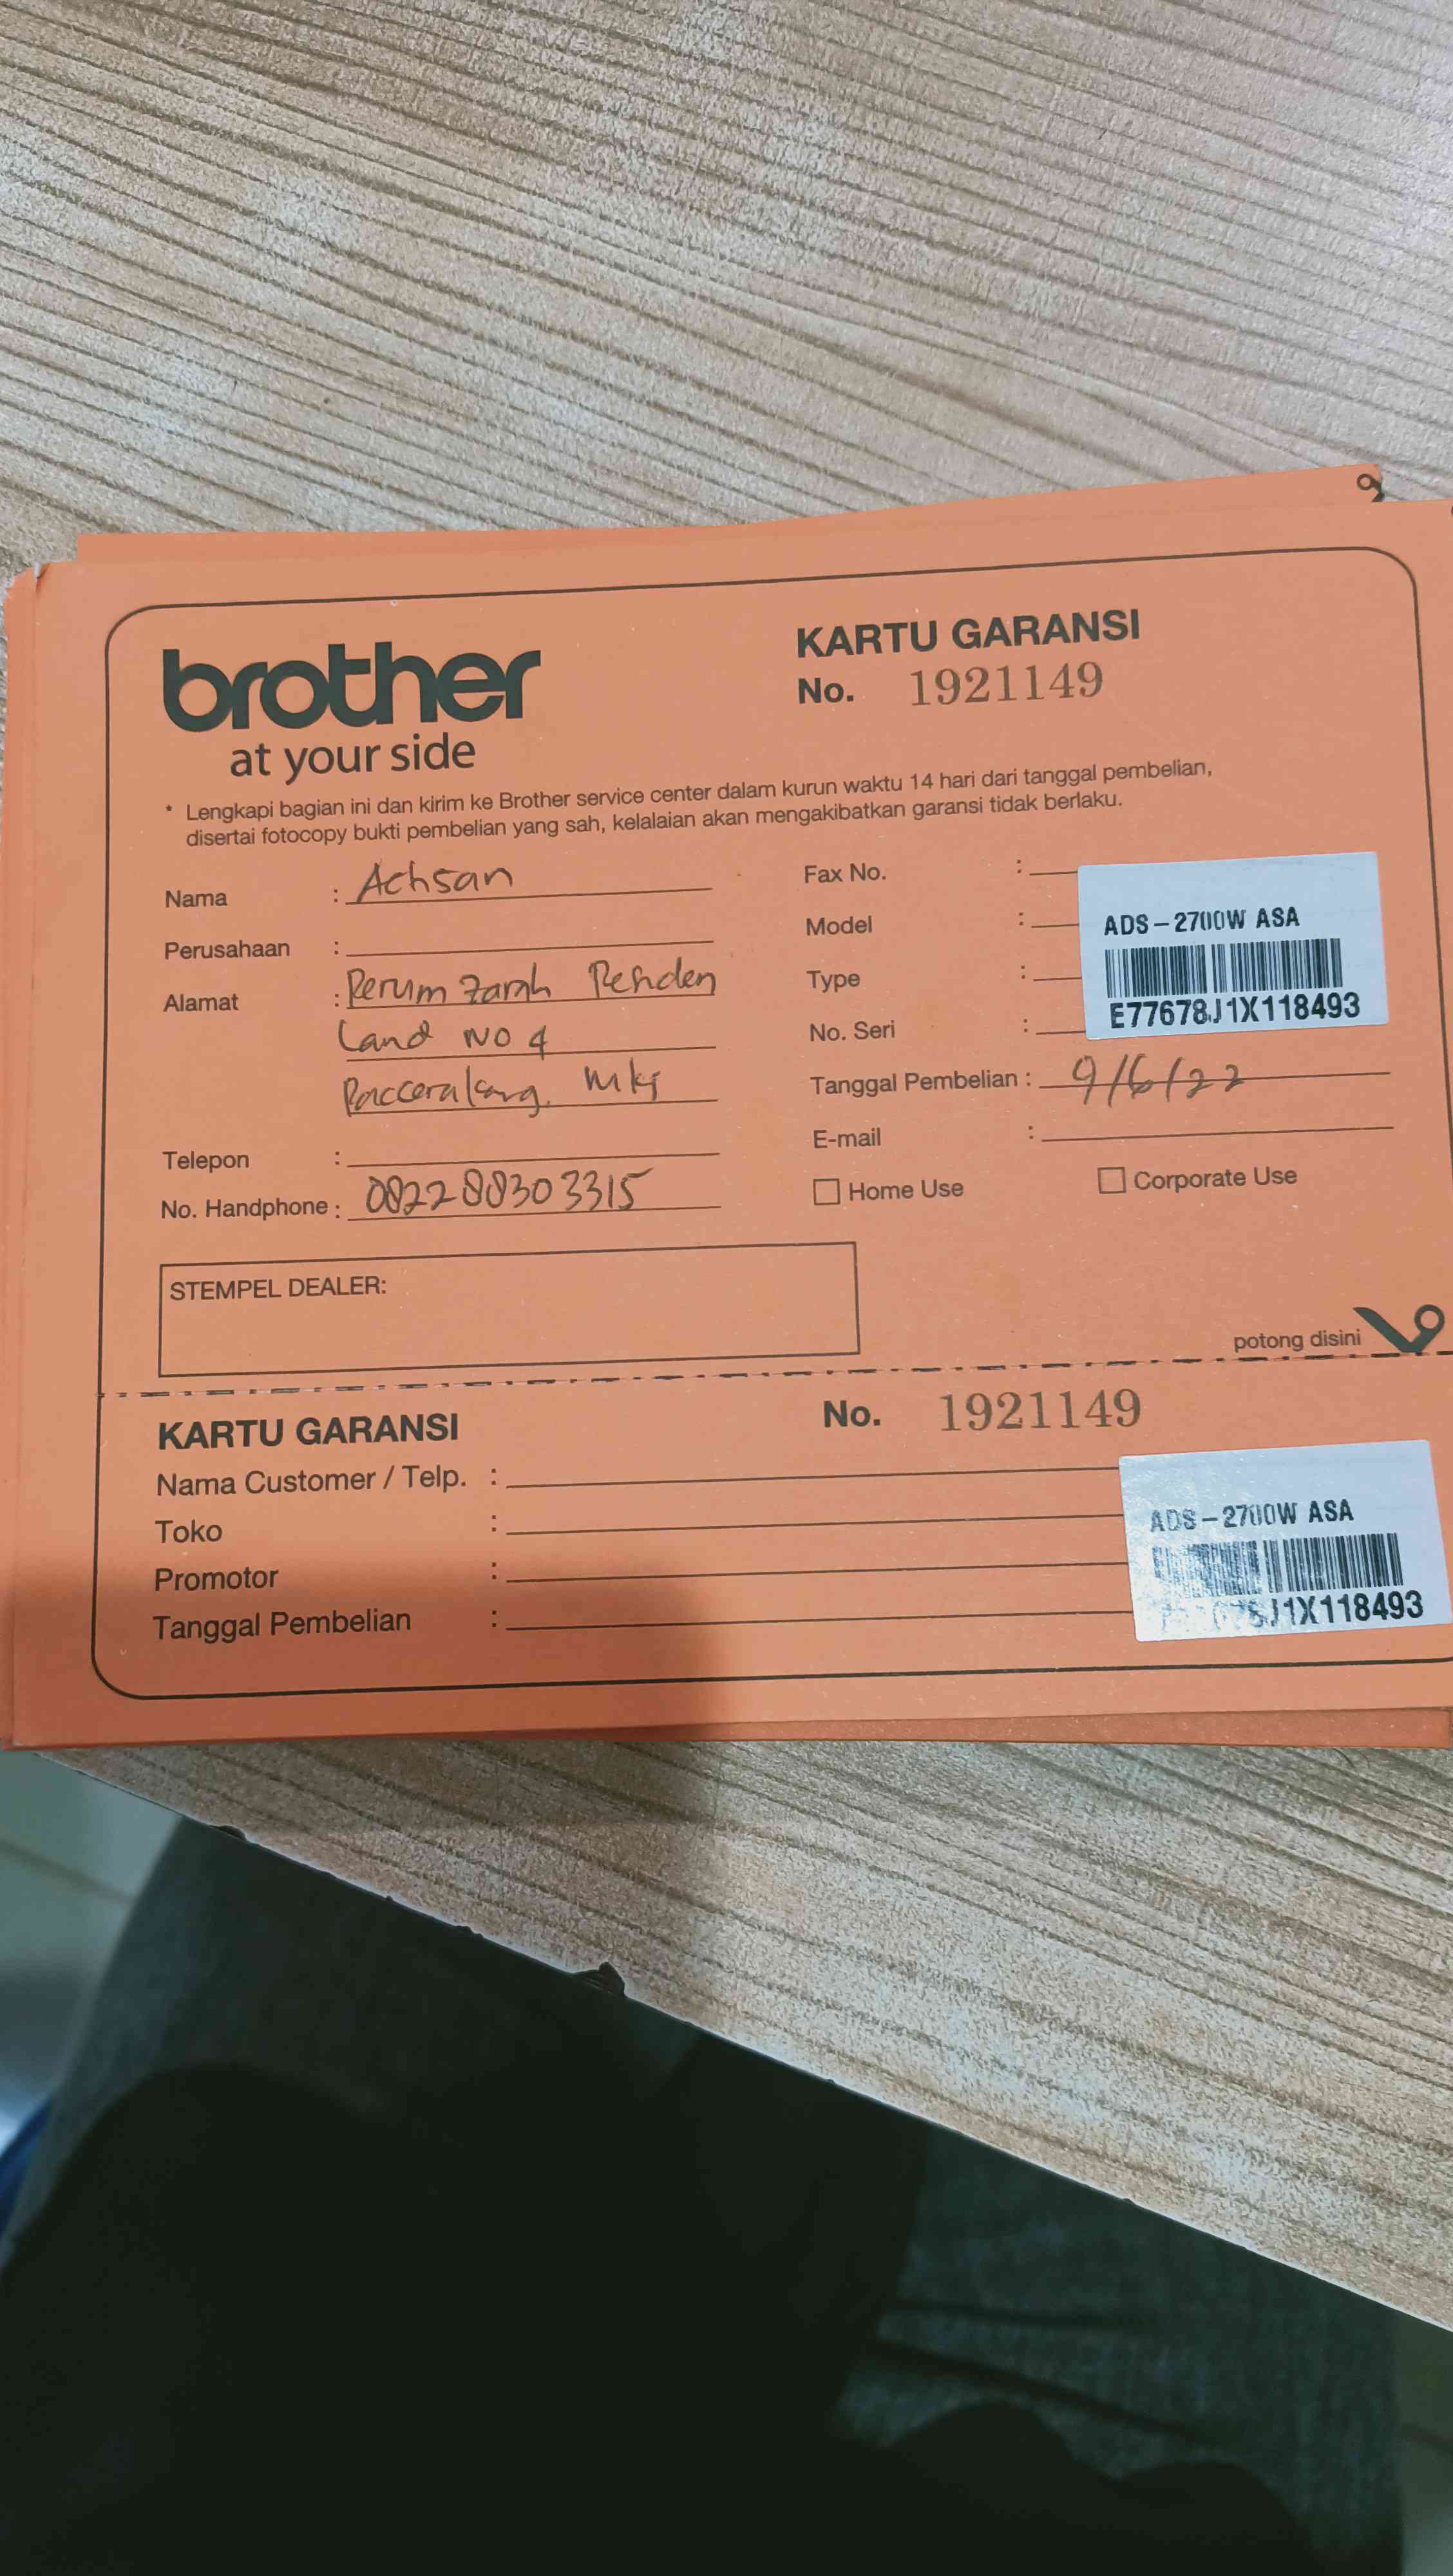 brother
at your side
KARTU GARANSI
No. 1921149
* Lengkapi bagian ini dan kirim ke Brother service center dalam kurun waktu 14 hari dari tanggal pembelian,
disertai fotocopy bukti pembelian yang sah, kelalaian akan mengakibatkan garansi tidak berlaku.
Nama : Achsan
Perusahaan :
Alamat : Perum Zarah
Land NO 4
Pacceralang, Mks
Telepon :
No. Handphone : 082288303315
Fax No. :
Model :
Type :
No. Seri :
ADS-2700W ASA
E77678J1X118493
Tanggal Pembelian : 9/6/22
E-mail :
Home Use Corporate Use
STEMPEL DEALER:
potong disini
KARTU GARANSI No. 1921149
Nama Customer / Telp. :
Toko :
Promotor :
Tanggal Pembelian :
ADS-2700W ASA
78J1X118493